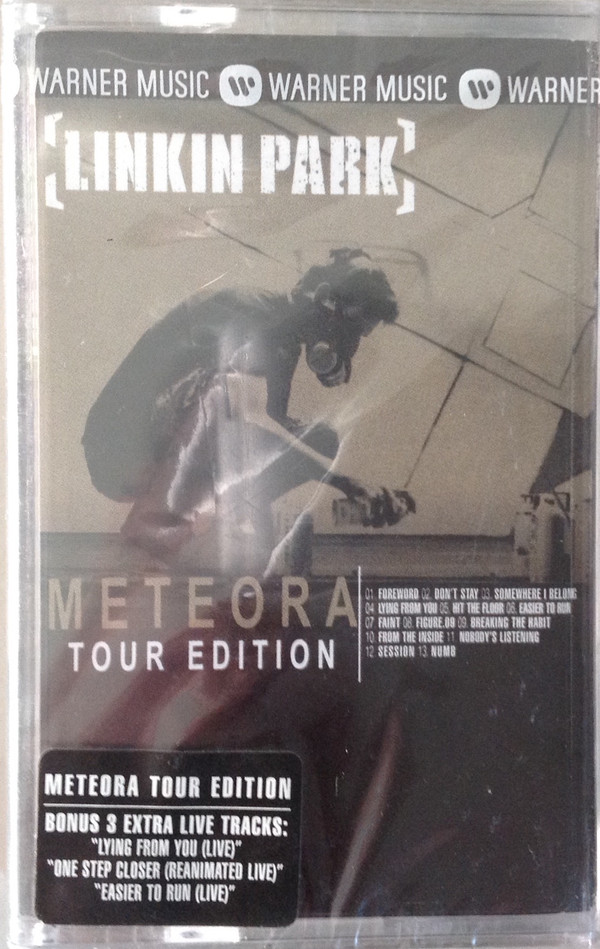 WARNER MUSIC WARNER MUSIC WARNER
[LINKIN PARK]
METEORA
TOUR EDITION
01. FOREWORD 02. DON'T STAY 03. SOMEWHERE I BELONG
04 LYING FROM YOU 05. HIT THE FLOOR 06. EASIER TO RUN
07 FAINT 08. FIGURE.09 09. BREAKING THE HABIT
10. FROM THE INSIDE 11 NOBODY'S LISTENING
12 SESSION 13. NUMB
METEORA TOUR EDITION
BONUS 3 EXTRA LIVE TRACKS:
"LYING FROM YOU (LIVE)"
"ONE STEP CLOSER (REANIMATED LIVE)"
"EASIER TO RUN (LIVE)"